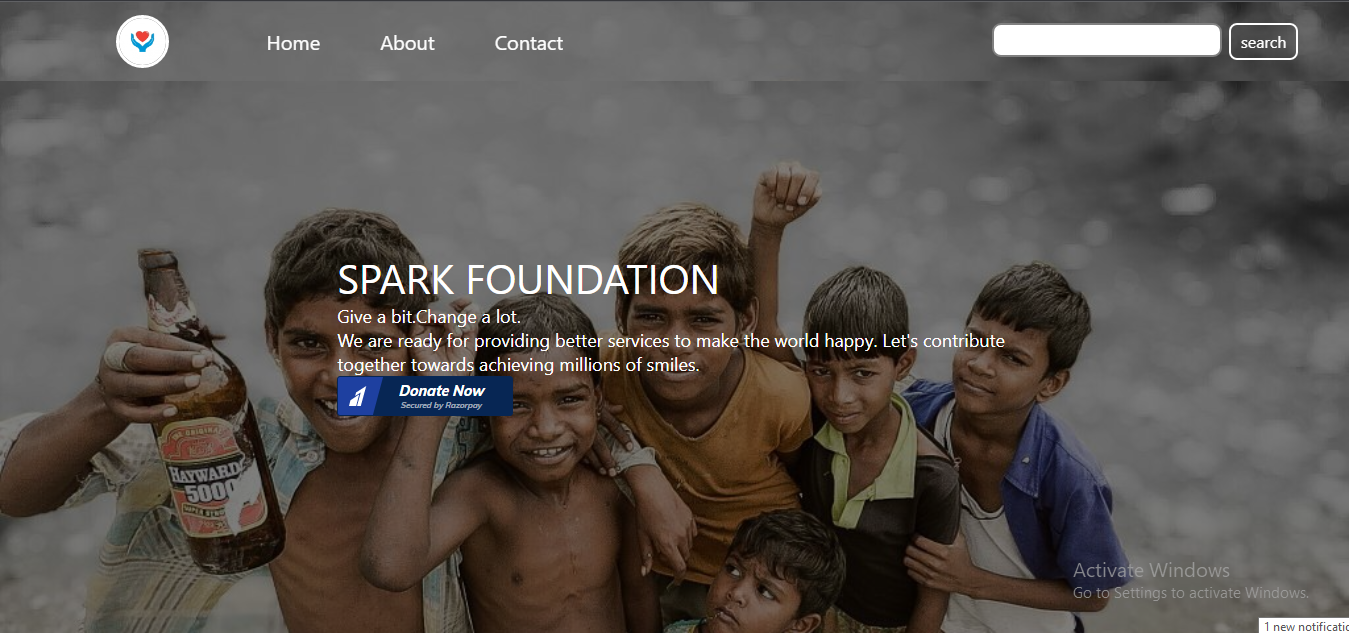 Home About Contact search
SPARK FOUNDATION
Give a bit.Change a lot.
We are ready for providing better services to make the world happy. Let's contribute
together towards achieving millions of smiles.
Donate Now
Secured by Razorpay
HAYWARD
5000
Activate Windows
Go to Settings to activate Windows.
1 new